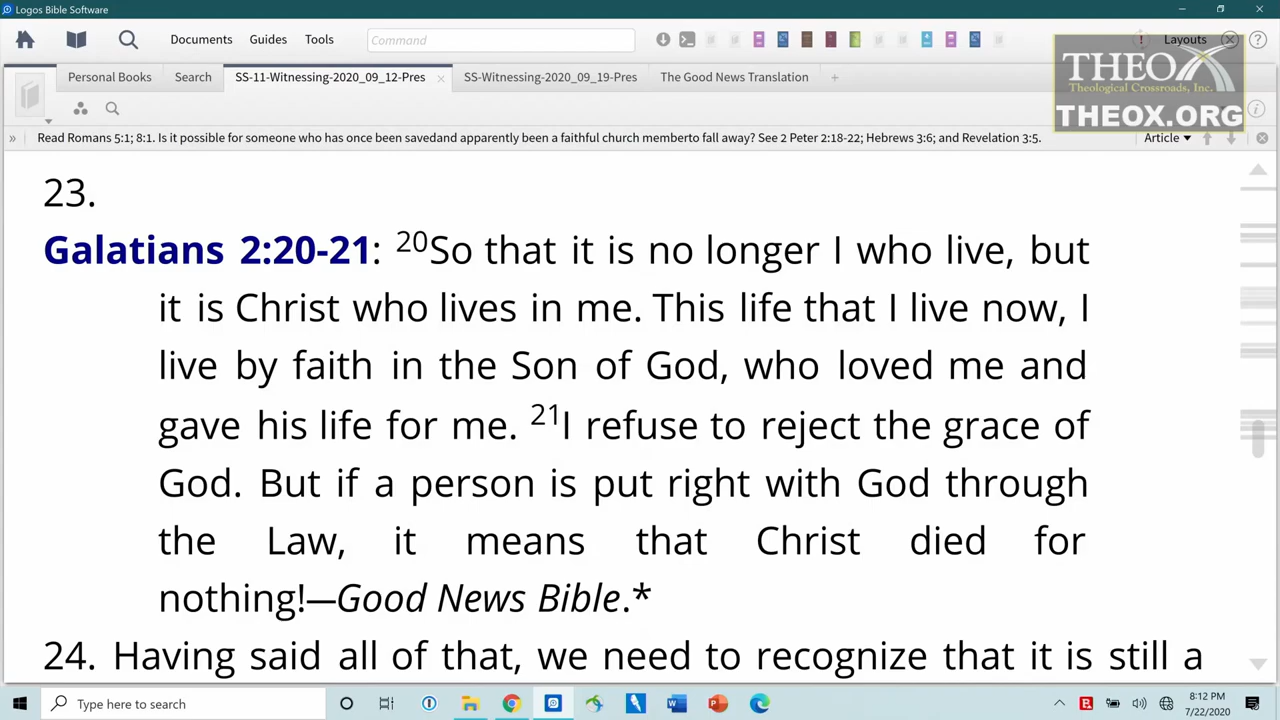 Logos Bible Software
Documents Guides Tools Command Layouts
Personal Books Search SS-11-Witnessing-2020_09_12-Pres SS-Witnessing-2020_09_19-Pres The Good News Translation
THEOX
Theological Crossroads, Inc.
THEOX.ORG
Read Romans 5:1; 8:1. Is it possible for someone who has once been savedand apparently been a faithful church memberto fall away? See 2 Peter 2:18-22; Hebrews 3:6; and Revelation 3:5. Article
23.
Galatians 2:20-21: 20So that it is no longer I who live, but
it is Christ who lives in me. This life that I live now, I
live by faith in the Son of God, who loved me and
gave his life for me. 21I refuse to reject the grace of
God. But if a person is put right with God through
the Law, it means that Christ died for
nothing!—Good News Bible.*
24. Having said all of that, we need to recognize that it is still a
Type here to search
8:12 PM
7/22/2020